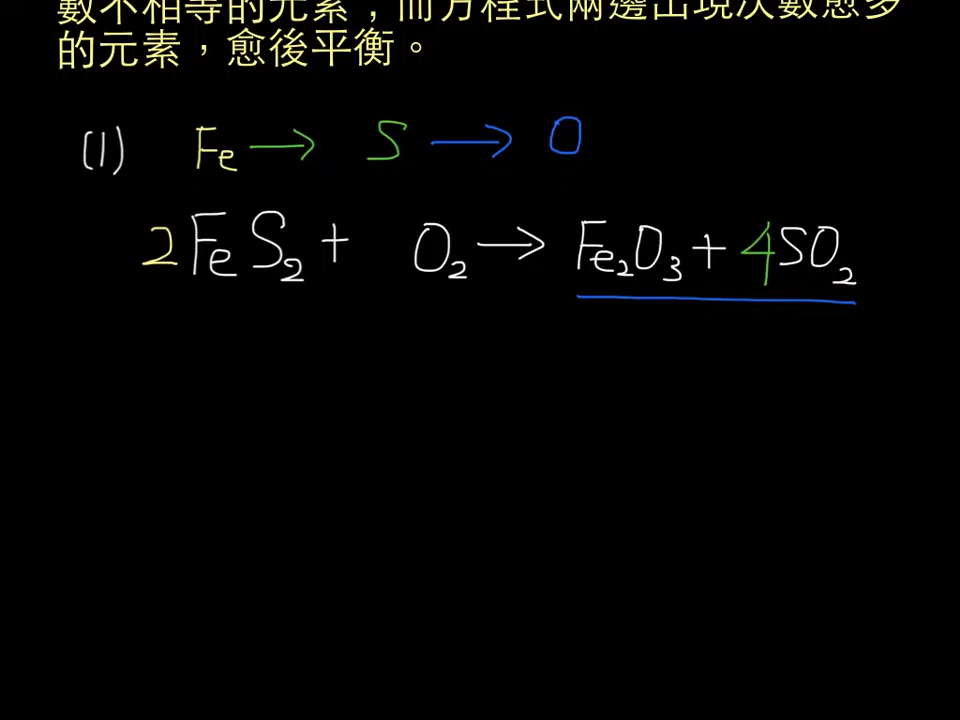 數不相等的元素；而方程式兩邊出現次數愈多
的元素，愈後平衡。
(1) Fe → S → O
2FeS₂ + O₂ → Fe₂O₃ + 4SO₂